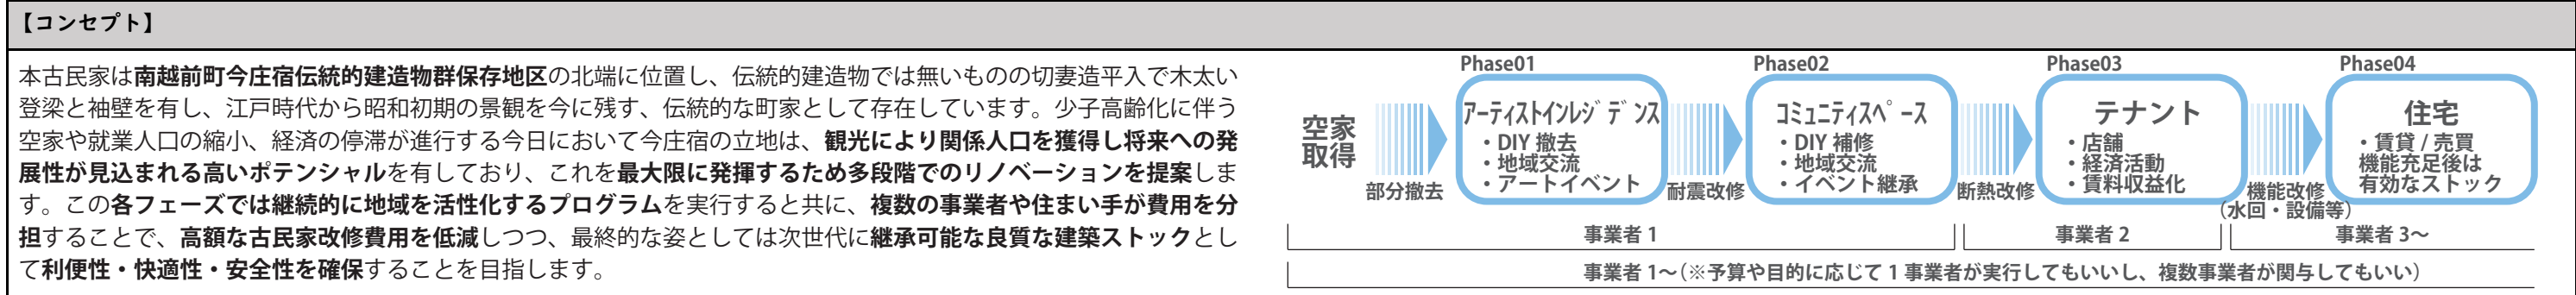 【コンセプト】
本古民家は南越前町今庄宿伝統的建造物群保存地区の北端に位置し、伝統的建造物では無いものの切妻造平入で木太い
登梁と袖壁を有し、江戸時代から昭和初期の景観を今に残す、伝統的な町家として存在しています。少子高齢化に伴う
空家や就業人口の縮小、経済の停滞が進行する今日において今庄宿の立地は、観光により関係人口を獲得し将来への発
展性が見込まれる高いポテンシャルを有しており、これを最大限に発揮するため多段階でのリノベーションを提案しま
す。この各フェーズでは継続的に地域を活性化するプログラムを実行すると共に、複数の事業者や住まい手が費用を分
担することで、高額な古民家改修費用を低減しつつ、最終的な姿としては次世代に継承可能な良質な建築ストックとし
て利便性・快適性・安全性を確保することを目指します。
空家
取得
部分撤去
Phase01
アーティストインレジデンス
・DIY 撤去
・地域交流
・アートイベント
耐震改修
Phase02
コミュニティスペース
・DIY 補修
・地域交流
・イベント継承
断熱改修
Phase03
テナント
・店舗
・経済活動
・賃料収益化
機能改修
（水回・設備等）
Phase04
住宅
・賃貸 / 売買
機能充足後は
有効なストック
事業者 1
事業者 2
事業者 3～
事業者 1～（※予算や目的に応じて 1 事業者が実行してもいいし、複数事業者が関与してもいい）